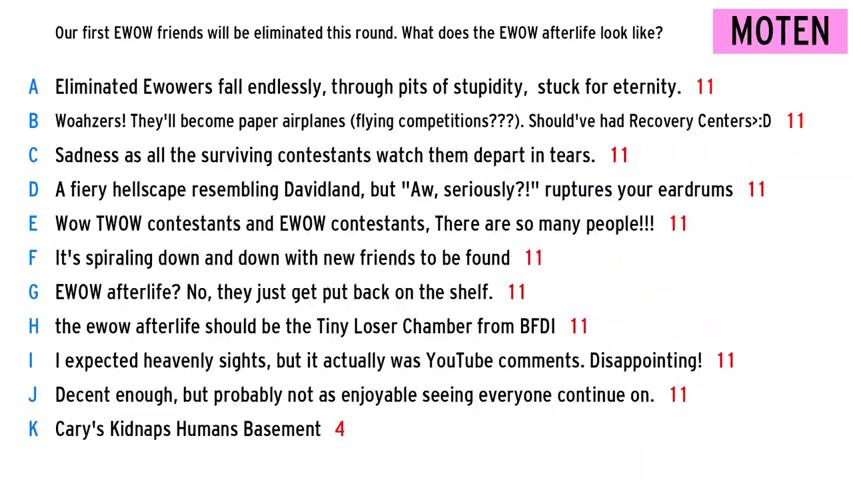 Our first EWOW friends will be eliminated this round. What does the EWOW afterlife look like?
MOTEN
A Eliminated Ewowers fall endlessly, through pits of stupidity, stuck for eternity. 11
B Woahzers! They'll become paper airplanes (flying competitions???). Should've had Recovery Centers>:D 11
C Sadness as all the surviving contestants watch them depart in tears. 11
D A fiery hellscape resembling Davidland, but "Aw, seriously?!" ruptures your eardrums 11
E Wow TWOW contestants and EWOW contestants, There are so many people!!! 11
F It's spiraling down and down with new friends to be found 11
G EWOW afterlife? No, they just get put back on the shelf. 11
H the ewow afterlife should be the Tiny Loser Chamber from BFDI 11
I I expected heavenly sights, but it actually was YouTube comments. Disappointing! 11
J Decent enough, but probably not as enjoyable seeing everyone continue on. 11
K Cary's Kidnaps Humans Basement 4